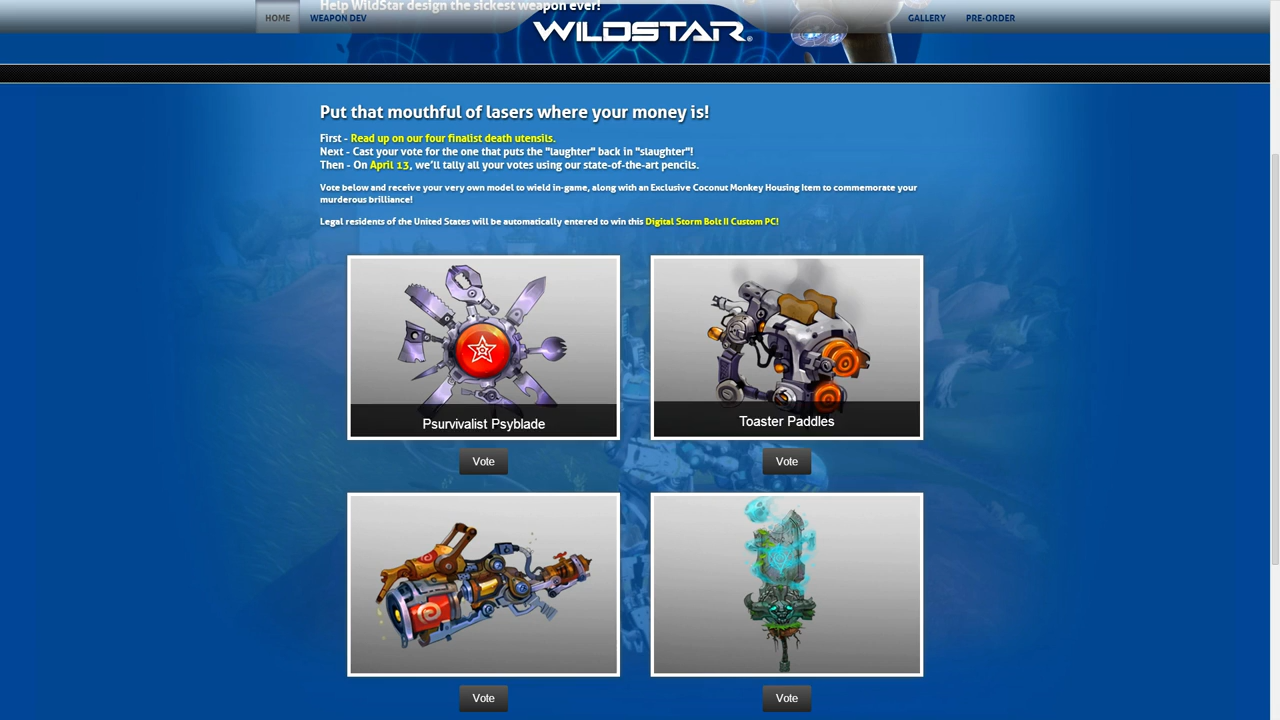 Help WildStar design the sickest weapon ever!
HOME
WEAPON DEV
WILDSTAR®
GALLERY
PRE-ORDER
Put that mouthful of lasers where your money is!
First - Read up on our four finalist death utensils.
Next - Cast your vote for the one that puts the "laughter" back in "slaughter"!
Then - On April 13, we'll tally all your votes using our state-of-the-art pencils.
Vote below and receive your very own model to wield in-game, along with an Exclusive Coconut Monkey Housing Item to commemorate your
murderous brilliance!
Legal residents of the United States will be automatically entered to win this Digital Storm Bolt II Custom PC!
Psurvivalist Psyblade
Toaster Paddles
Vote
Vote
Vote
Vote